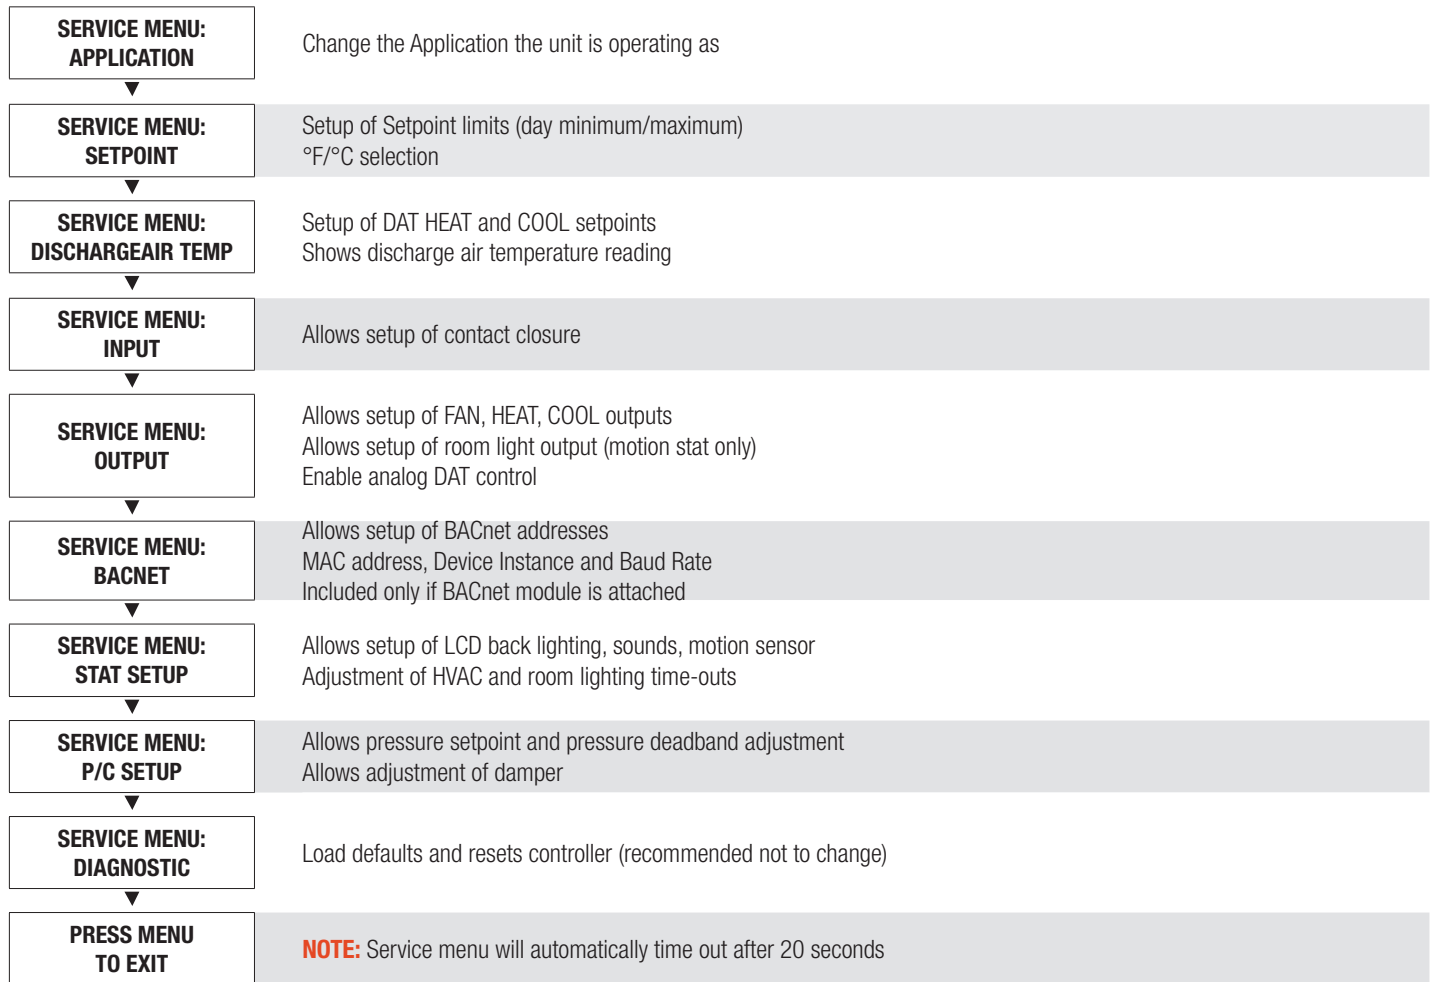 SERVICE MENU:
APPLICATION
Change the Application the unit is operating as
SERVICE MENU:
SETPOINT
Setup of Setpoint limits (day minimum/maximum)
°F/°C selection
SERVICE MENU:
DISCHARGEAIR TEMP
Setup of DAT HEAT and COOL setpoints
Shows discharge air temperature reading
SERVICE MENU:
INPUT
Allows setup of contact closure
SERVICE MENU:
OUTPUT
Allows setup of FAN, HEAT, COOL outputs
Allows setup of room light output (motion stat only)
Enable analog DAT control
SERVICE MENU:
BACNET
Allows setup of BACnet addresses
MAC address, Device Instance and Baud Rate
Included only if BACnet module is attached
SERVICE MENU:
STAT SETUP
Allows setup of LCD back lighting, sounds, motion sensor
Adjustment of HVAC and room lighting time-outs
SERVICE MENU:
P/C SETUP
Allows pressure setpoint and pressure deadband adjustment
Allows adjustment of damper
SERVICE MENU:
DIAGNOSTIC
Load defaults and resets controller (recommended not to change)
PRESS MENU
TO EXIT
NOTE: Service menu will automatically time out after 20 seconds